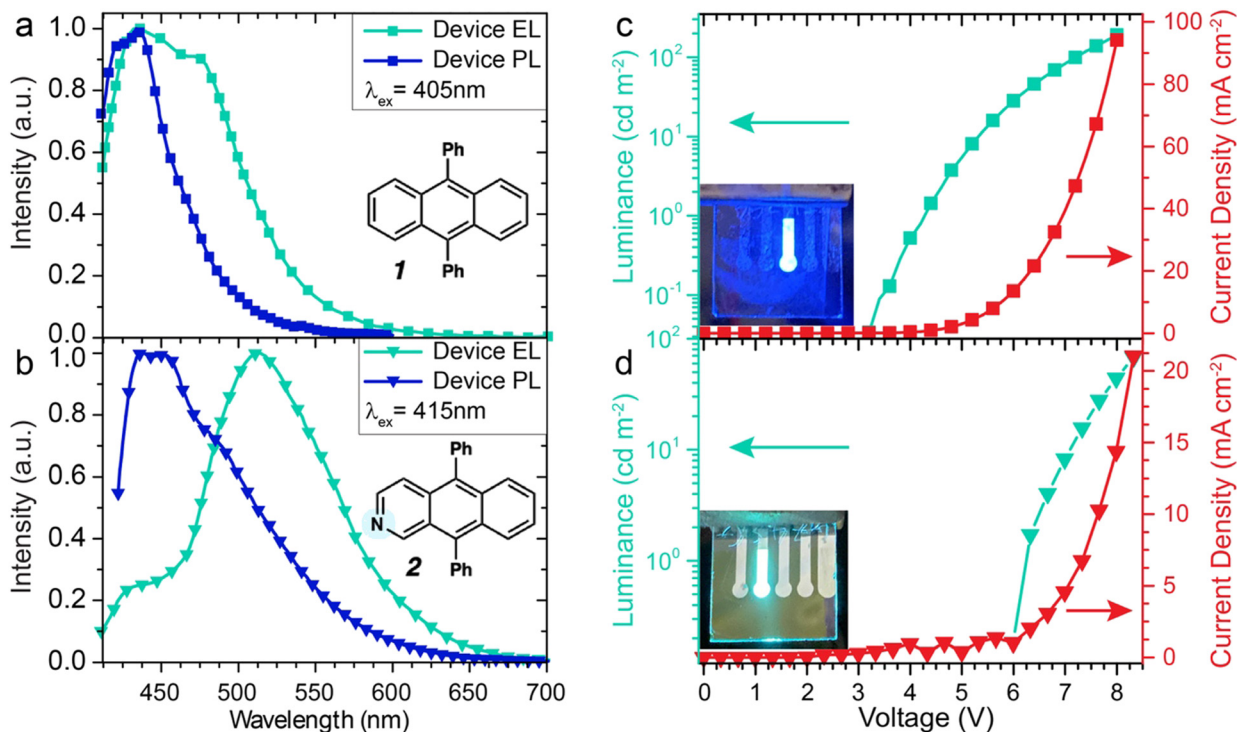 a
Device EL
Device PL
λex = 405nm
Ph
Ph
1
Intensity (a.u.)
1.0
0.8
0.6
0.4
0.2
0.0
b
Device EL
Device PL
λex = 415nm
Ph
N
Ph
2
Intensity (a.u.)
1.0
0.8
0.6
0.4
0.2
0.0
450 500 550 600 650 700
Wavelength (nm)
c
Luminance (cd m-2)
10²
10¹
10⁰
10⁻¹
Current Density (mA cm-2)
100
80
60
40
20
0
d
Luminance (cd m-2)
10²
10¹
10⁰
Current Density (mA cm-2)
20
15
10
5
0
0 1 2 3 4 5 6 7 8
Voltage (V)